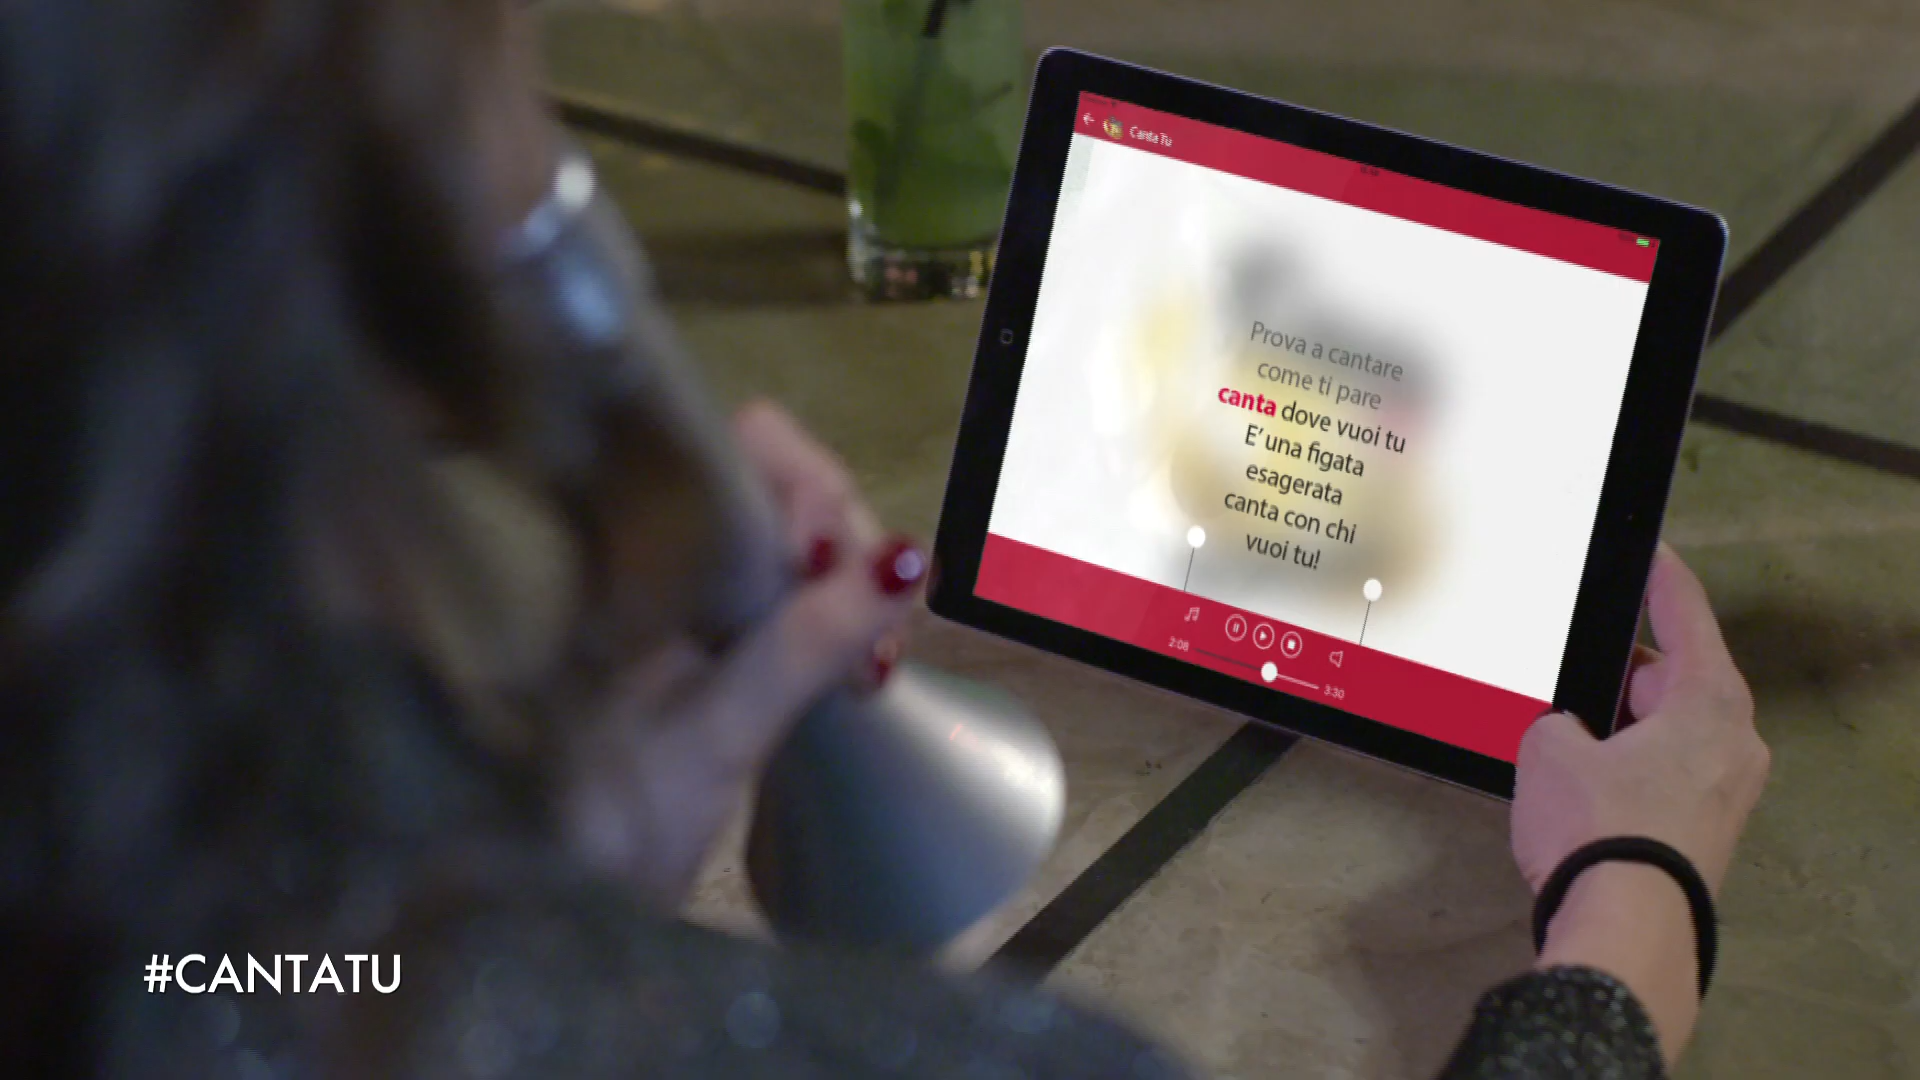 Canta Tu
Prova a cantare
come ti pare
canta dove vuoi tu
E' una figata
esagerata
canta con chi
vuoi tu!
2:08
3:30
#CANTATU